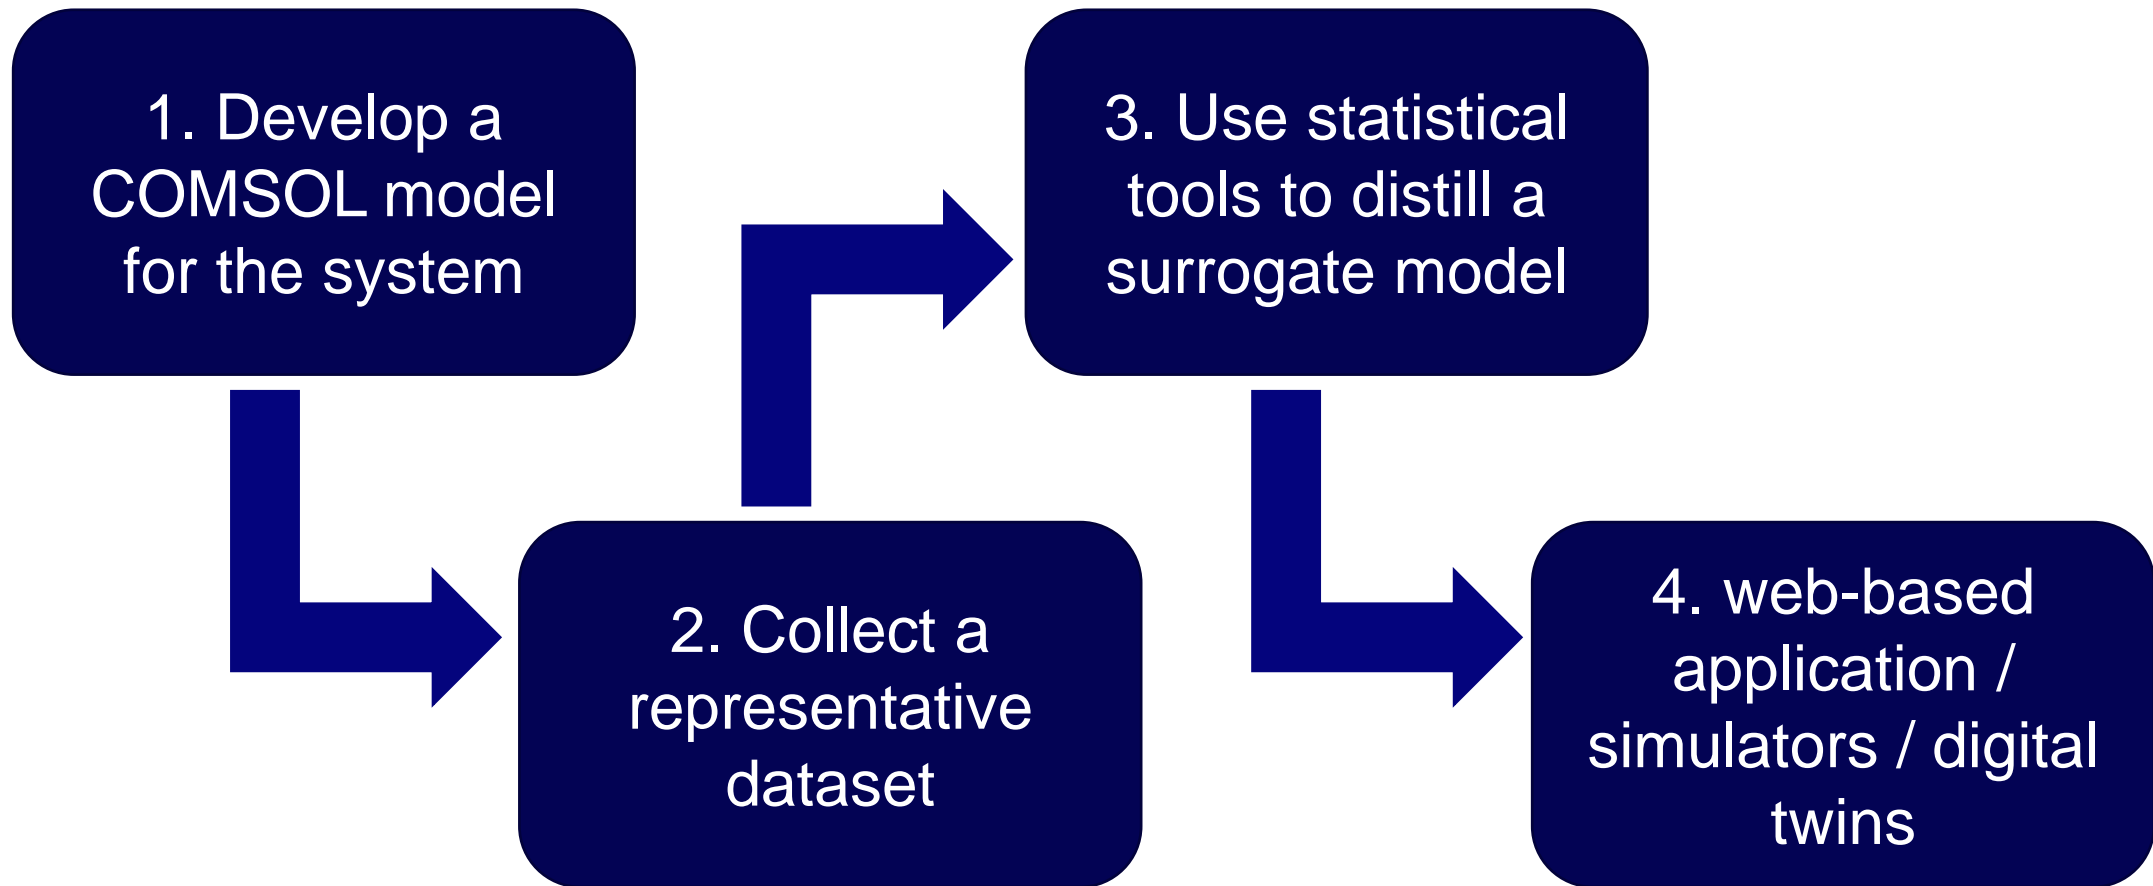 1. Develop a
COMSOL model
for the system
2. Collect a
representative
dataset
3. Use statistical
tools to distill a
surrogate model
4. web-based
application /
simulators / digital
twins